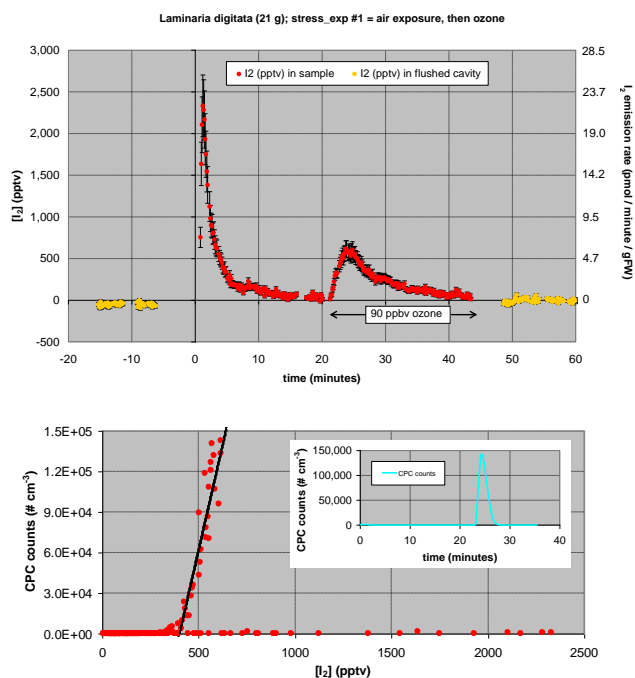 Laminaria digitata (21 g); stress_exp #1 = air exposure, then ozone
I2 (pptv) in sample
I2 (pptv) in flushed cavity
[I₂] (pptv)
3,000
2,500
2,000
1,500
1,000
500
0
-500
28.5
23.7
19.0
14.2
9.5
4.7
0
I₂ emission rate (pmol / minute / gFW)
90 ppbv ozone
-20 -10 0 10 20 30 40 50 60
time (minutes)
CPC counts (# cm⁻³)
1.5E+05
1.2E+05
9.0E+04
6.0E+04
3.0E+04
0.0E+00
0 500 1000 1500 2000 2500
[I₂] (pptv)
CPC counts (# cm⁻³)
150,000
100,000
50,000
0
CPC counts
0 10 20 30 40
time (minutes)